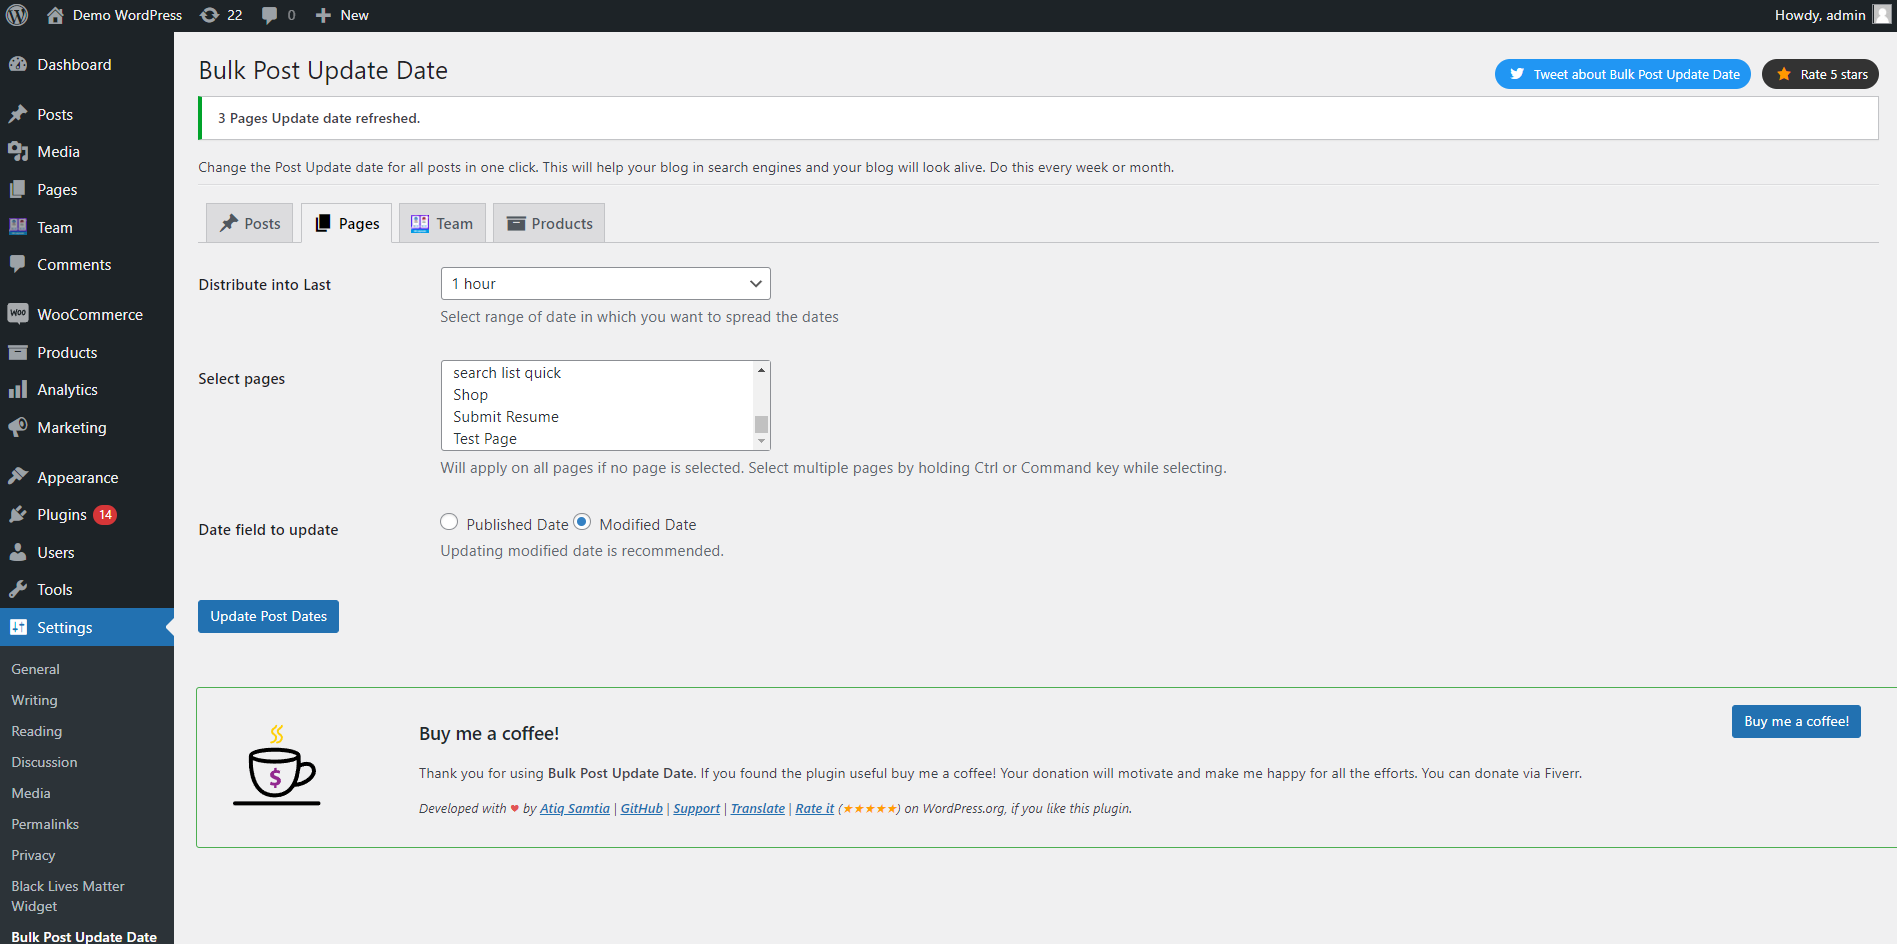 Demo WordPress 22 0 New Howdy, admin
Dashboard
Posts
Media
Pages
Team
Comments
WOO WooCommerce
Products
Analytics
Marketing
Appearance
Plugins 14
Users
Tools
Settings
General
Writing
Reading
Discussion
Media
Permalinks
Privacy
Black Lives Matter
Widget
Bulk Post Update Date
Bulk Post Update Date
Tweet about Bulk Post Update Date Rate 5 stars
3 Pages Update date refreshed.
Change the Post Update date for all posts in one click. This will help your blog in search engines and your blog will look alive. Do this every week or month.
Posts Pages Team Products
Distribute into Last 1 hour
Select range of date in which you want to spread the dates
Select pages
search list quick
Shop
Submit Resume
Test Page
Will apply on all pages if no page is selected. Select multiple pages by holding Ctrl or Command key while selecting.
Date field to update Published Date Modified Date
Updating modified date is recommended.
Update Post Dates
$
Buy me a coffee!
Buy me a coffee!
Thank you for using Bulk Post Update Date. If you found the plugin useful buy me a coffee! Your donation will motivate and make me happy for all the efforts. You can donate via Fiverr.
Developed with ♥ by Atiq Samtia | GitHub | Support | Translate | Rate it (★★★★★) on WordPress.org, if you like this plugin.